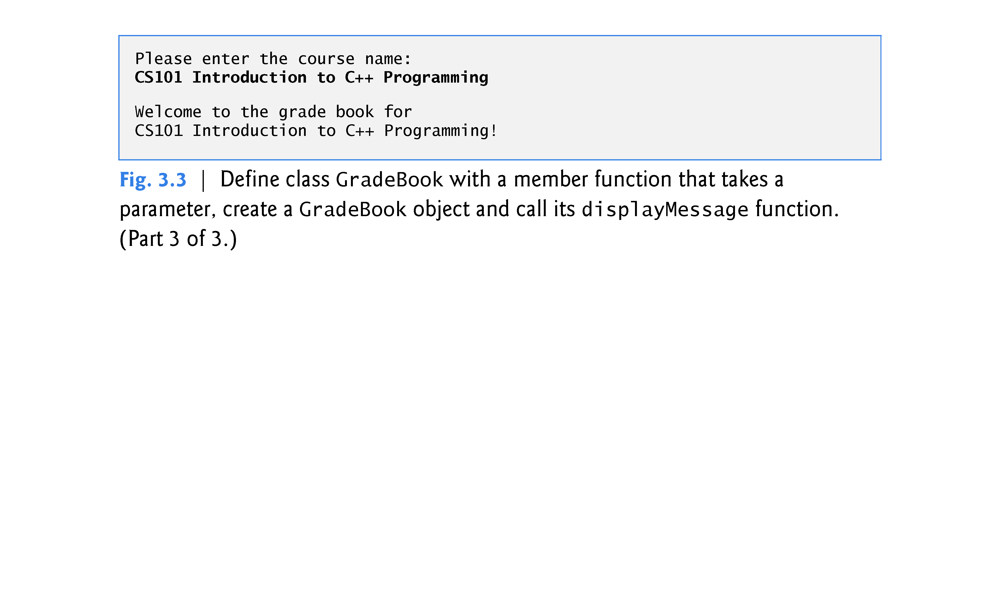 Please enter the course name:
CS101 Introduction to C++ Programming
Welcome to the grade book for
CS101 Introduction to C++ Programming!
Fig. 3.3 | Define class GradeBook with a member function that takes a
parameter, create a GradeBook object and call its displayMessage function.
(Part 3 of 3.)